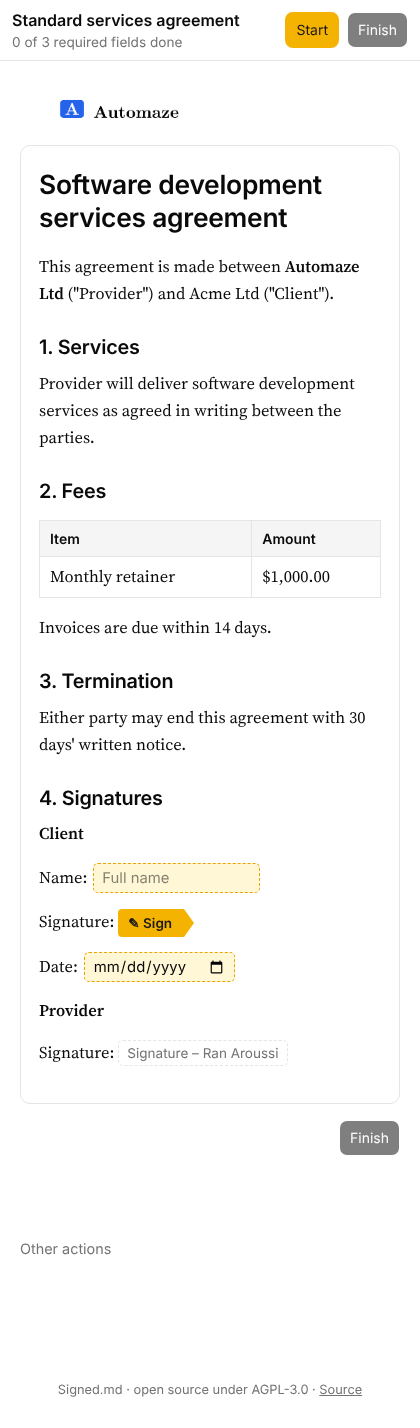 Standard services agreement
0 of 3 required fields done
Start
Finish
A Automaze
Software development
services agreement
This agreement is made between Automaze
Ltd ("Provider") and Acme Ltd ("Client").
1. Services
Provider will deliver software development
services as agreed in writing between the
parties.
2. Fees
Item Amount
Monthly retainer $1,000.00
Invoices are due within 14 days.
3. Termination
Either party may end this agreement with 30
days' written notice.
4. Signatures
Client
Name: Full name
Signature: ✎ Sign
Date: mm/dd/yyyy
Provider
Signature: Signature – Ran Aroussi
Finish
Other actions
Signed.md · open source under AGPL-3.0 · Source